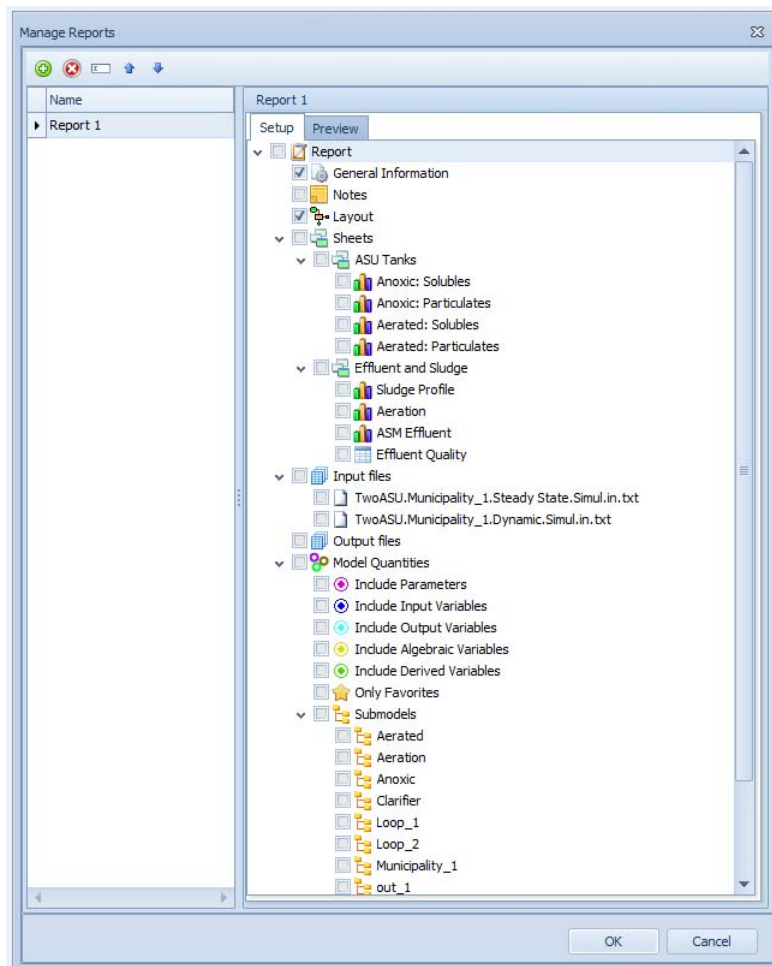 Manage Reports
Name
Report 1
Report 1
Setup
Preview
Report
General Information
Notes
Layout
Sheets
ASU Tanks
Anoxic: Solubles
Anoxic: Particulates
Aerated: Solubles
Aerated: Particulates
Effluent and Sludge
Sludge Profile
Aeration
ASM Effluent
Effluent Quality
Input files
TwoASU.Municipality_1.Steady State.Simul.in.txt
TwoASU.Municipality_1.Dynamic.Simul.in.txt
Output files
Model Quantities
Include Parameters
Include Input Variables
Include Output Variables
Include Algebraic Variables
Include Derived Variables
Only Favorites
Submodels
Aerated
Aeration
Anoxic
Clarifier
Loop_1
Loop_2
Municipality_1
out_1
OK
Cancel